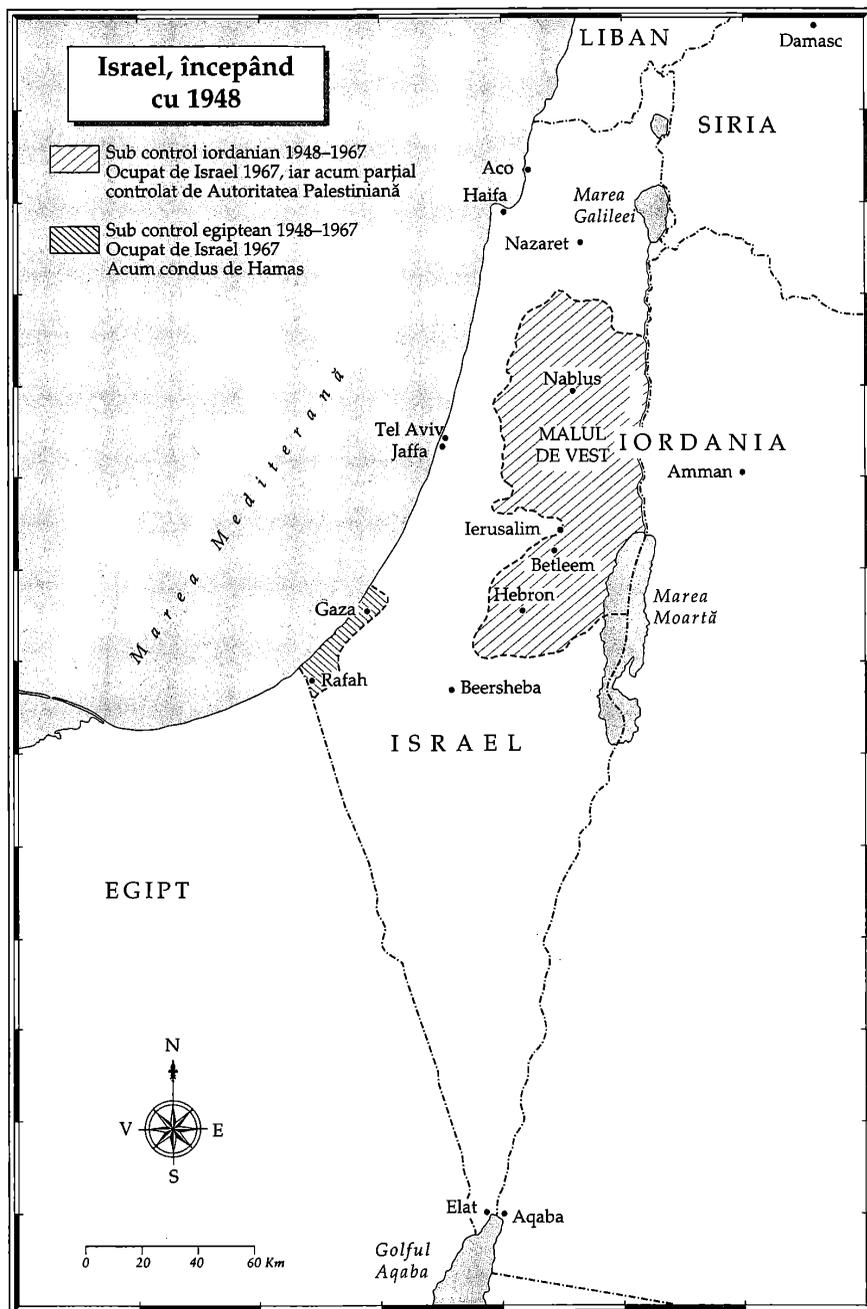 Israel, începând
cu 1948
Sub control iordanian 1948–1967
Ocupat de Israel 1967, iar acum parțial
controlat de Autoritatea Palestiniană
Sub control egiptean 1948–1967
Ocupat de Israel 1967
Acum condus de Hamas
LIBAN
Damasc
SIRIA
Aco
Haifa
Marea
Galileei
Nazaret
Nablus
Tel Aviv
Jaffa
MALUL
DE VEST
IORDANIA
Amman
Ierusalim
Betleem
Hebron
Marea
Moartă
Marea Mediterană
Gaza
Rafah
Beersheba
ISRAEL
EGIPT
N
V
E
S
Elat
Aqaba
Golful
Aqaba
0 20 40 60 Km